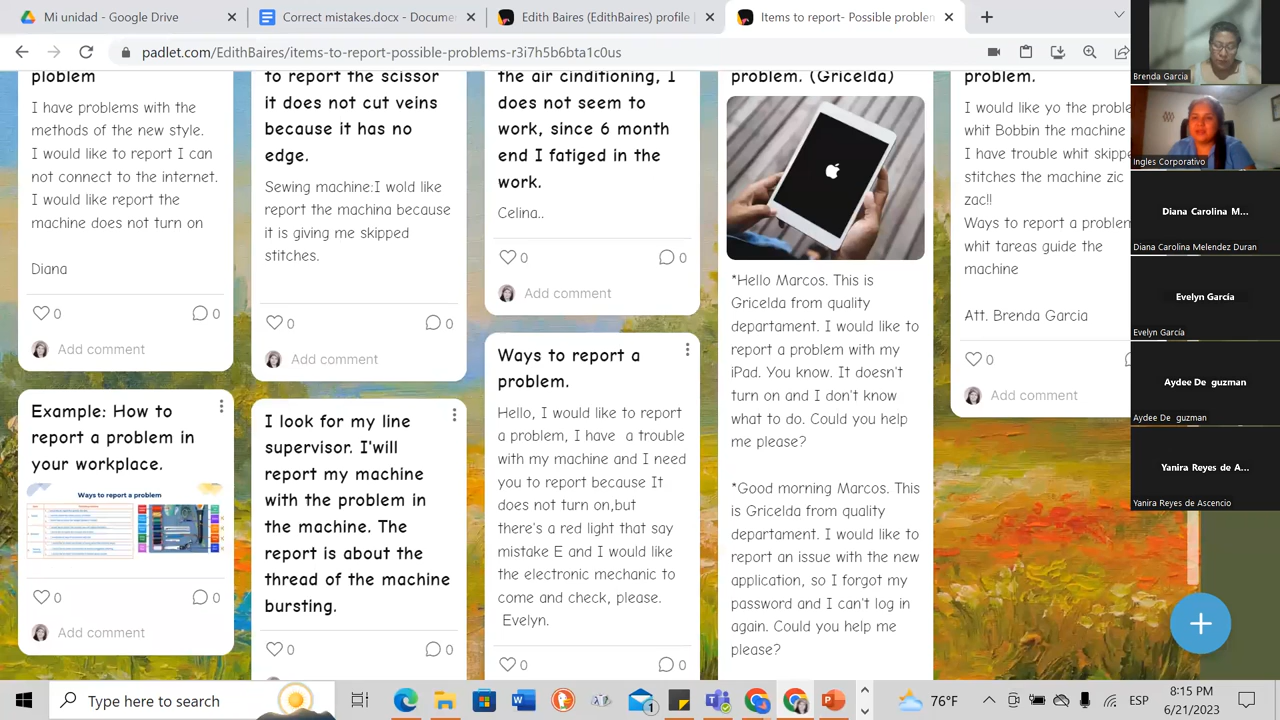 Mi unidad - Google Drive
Correct mistakes.docx - Docume
Edith Baires (EdithBaires) profile
Items to report- Possible problem
padlet.com/EdithBaires/items-to-report-possible-problems-r3i7h5b6bta1c0us
ploblem
I have problems with the
methods of the new style.
I would like to report I can
not connect to the internet.
I would like report the
machine does not turn on
Diana
0
0
Add comment
Example: How to
report a problem in
your workplace.
Ways to report a problem
0
0
Add comment
to report the scissor
it does not cut veins
because it has no
edge.
Sewing machine:I wold like
report the machina because
it is giving me skipped
stitches.
0
0
Add comment
I look for my line
supervisor. I'will
report my machine
with the problem in
the machine. The
report is about the
thread of the machine
bursting.
0
0
the air cinditioning, I
does not seem to
work, since 6 month
end I fatiged in the
work.
Celina..
0
0
Add comment
Ways to report a
problem.
Hello, I would like to report
a problem, I have a trouble
with my machine and I need
you to report because It
does not turn on,but
there's a red light that say
mistake E and I would like
the electronic mechanic to
come and check, please.
Evelyn.
0
0
problem. (Gricelda)
*Hello Marcos. This is
Gricelda from quality
departament. I would like to
report a problem with my
iPad. You know. It doesn't
turn on and I don't know
what to do. Could you help
me please?
*Good morning Marcos. This
is Gricelda from quality
departament. I would like to
report an issue with the new
application, so I forgot my
password and I can't log in
again. Could you help me
please?
problem.
I would like yo the proble
whit Bobbin the machine
I have trouble whit skipp
stitches the machine zic
zac!!
Ways to report a problem
whit tareas guide the
machine
Att. Brenda Garcia
0
Add comment
Brenda Garcia
Ingles Corporativo
Diana Carolina M...
Diana Carolina Melendez Duran
Evelyn García
Evelyn García
Aydee De guzman
Aydee De guzman
Yanira Reyes de A...
Yanira Reyes de Ascencio
Type here to search
76°F
ESP
8:15 PM
6/21/2023